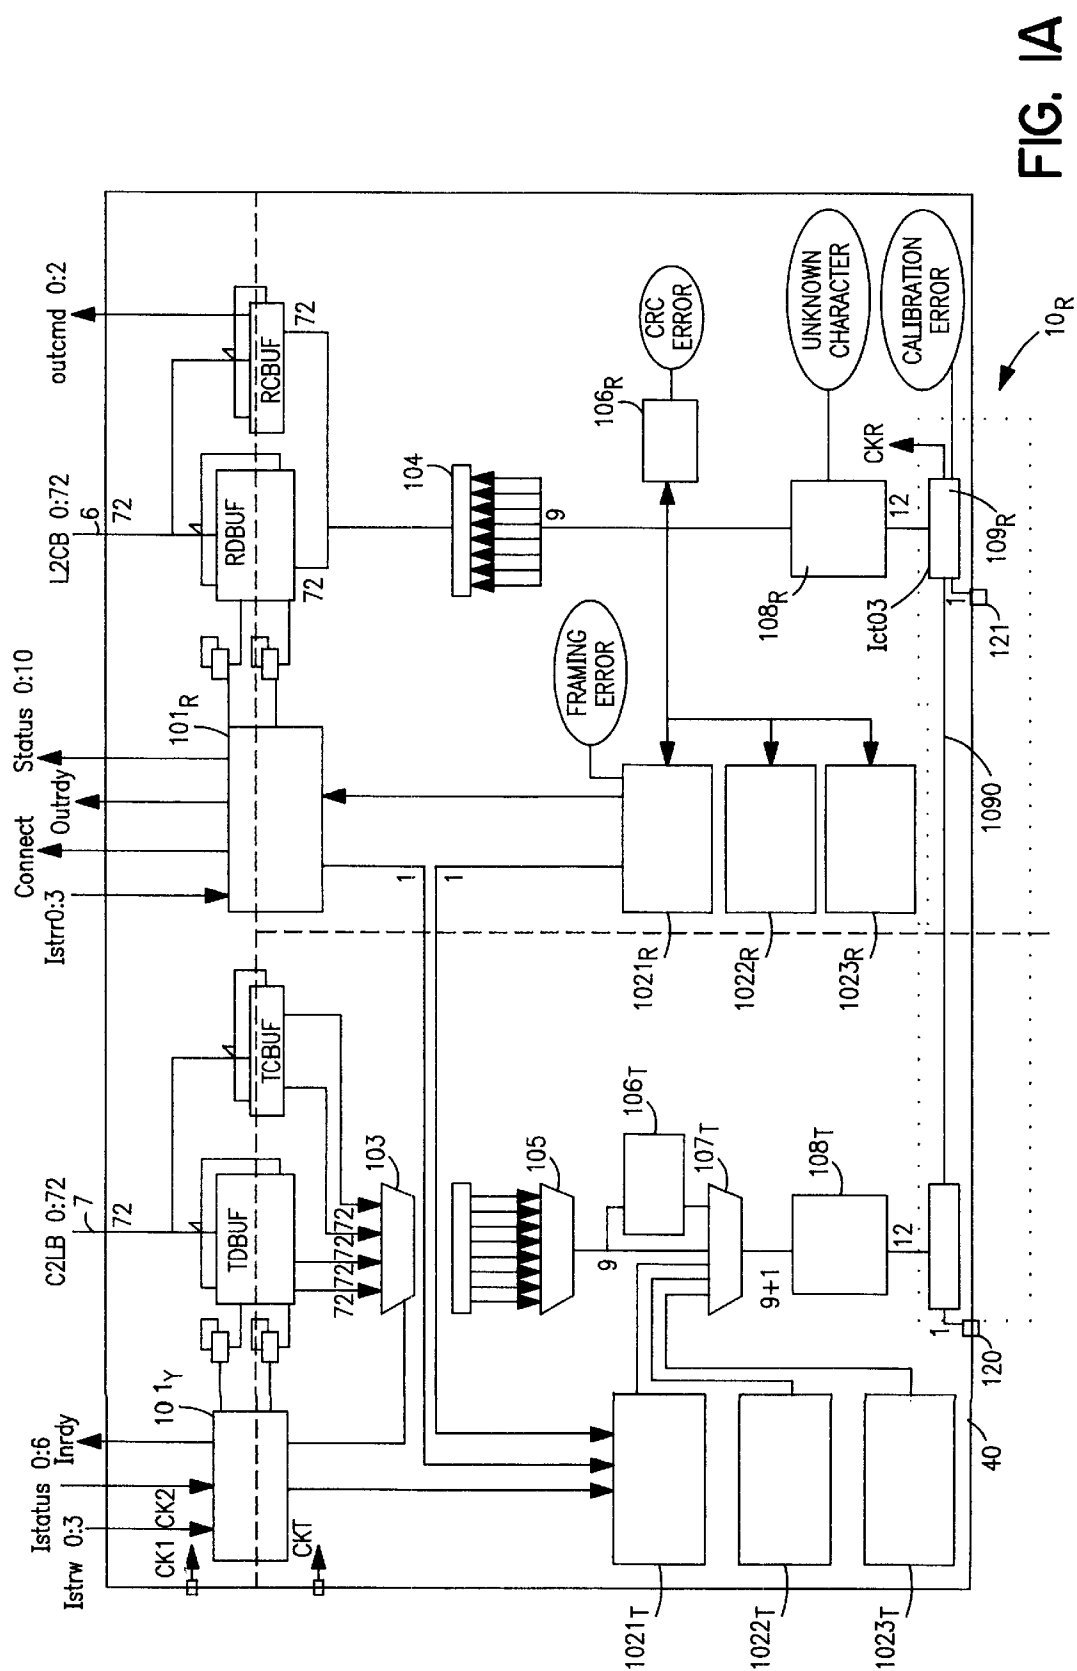 Istrw 0:3
Istatus 0:6
Inrdy
C2LB 0:72
7
72
Istrr0:3
Connect
Outrdy
Status 0:10
L2CB 0:72
6
72
outcmd 0:2
CK1
CK2
10 1Y
TDBUF
TCBUF
101R
RDBUF
RCBUF
CKT
72
72
72
72
103
72
72
1
1
104
9
105
FRAMING
ERROR
106R
CRC
ERROR
9
106T
107T
9+1
108T
12
1021T
1022T
1023T
1021R
1022R
1023R
108R
12
UNKNOWN
CHARACTER
CKR
CALIBRATION
ERROR
Ict03
109R
1
120
40
1090
1
121
10R
FIG. 1A